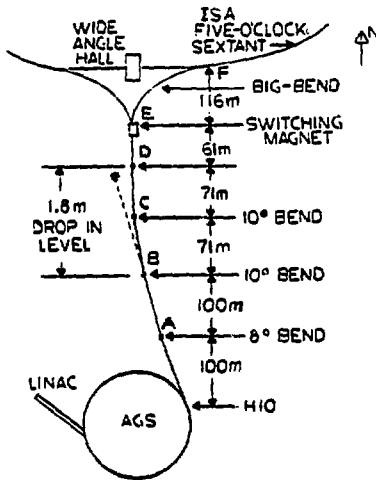 WIDE
ANGLE
HALL
ISA
FIVE-O'CLOCK
SEXTANT
N
F
BIG-BEND
116m
E
SWITCHING
MAGNET
61m
D
71m
1.8m
DROP IN
LEVEL
C
10° BEND
71m
B
10° BEND
100m
A
8° BEND
100m
LINAC
AGS
H10